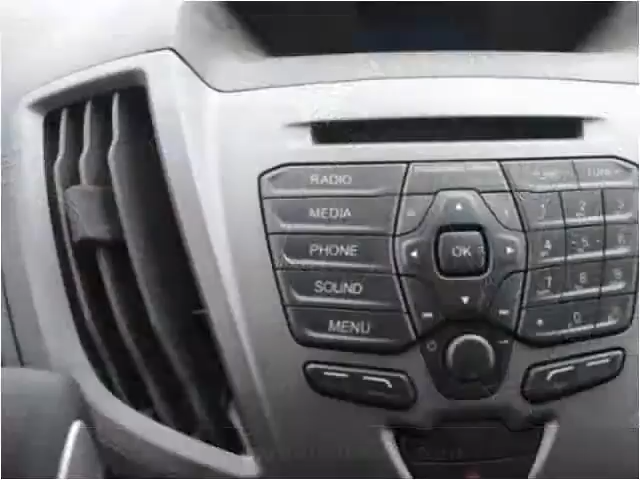 RADIO
MEDIA
PHONE
SOUND
MENU
OK
1 2 3
4 5 6
7 8 9
* 0